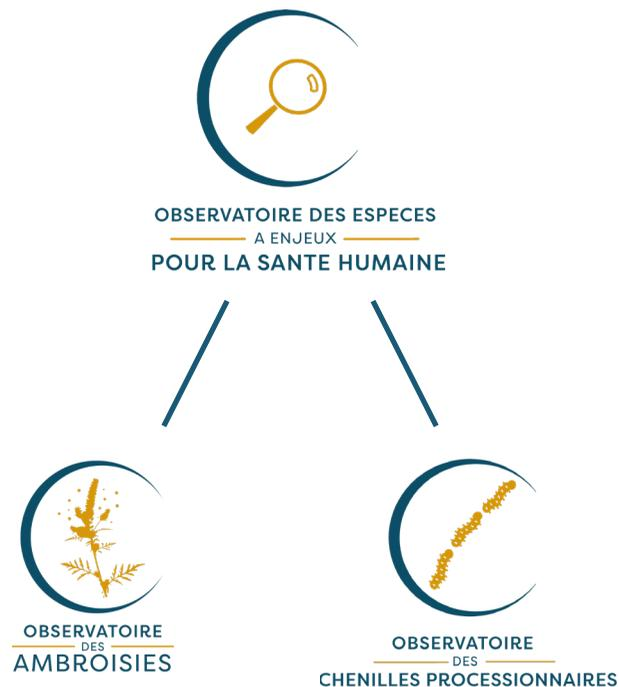 OBSERVATOIRE DES ESPECES
A ENJEUX
POUR LA SANTE HUMAINE
OBSERVATOIRE
DES
AMBROISIES
OBSERVATOIRE
DES
CHENILLES PROCESSIONNAIRES